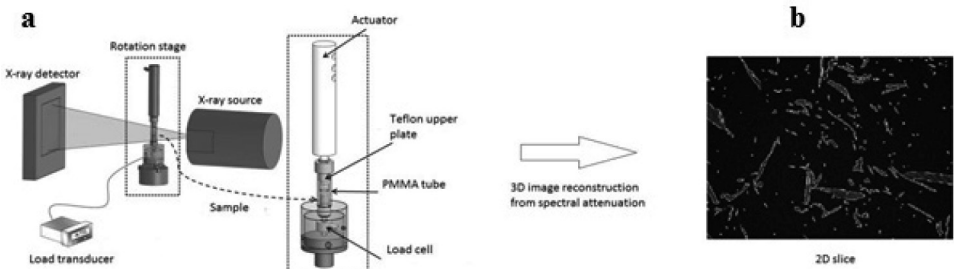 a
b
Actuator
Rotation stage
X-ray detector
X-ray source
Teflon upper
plate
PMMA tube
Sample
Load cell
Load transducer
3D image reconstruction
from spectral attenuation
2D slice